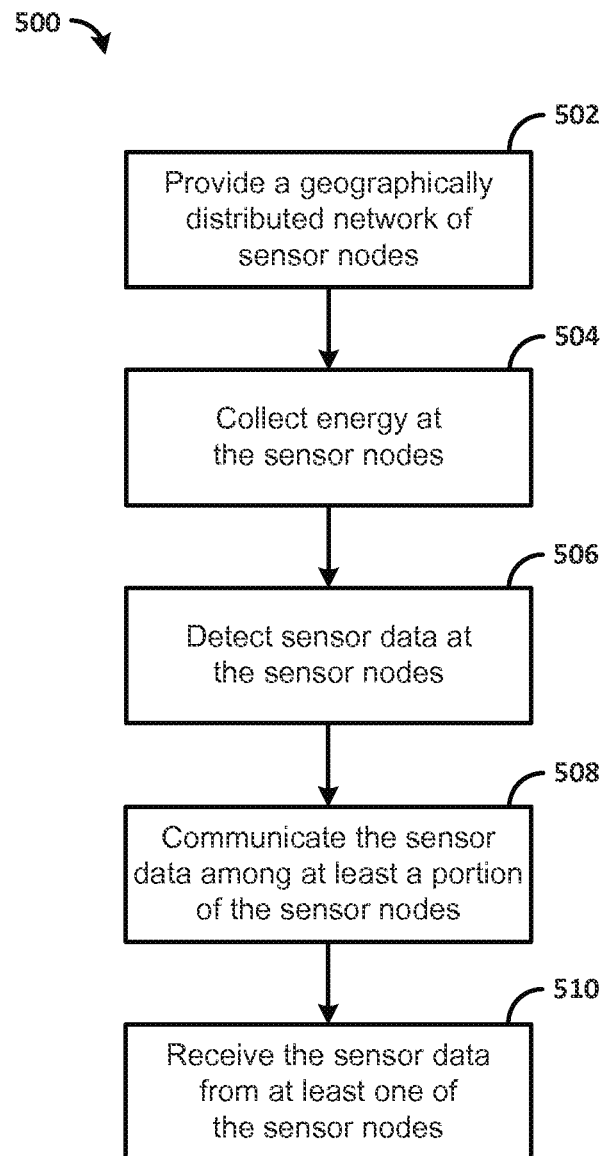 500
502
Provide a geographically
distributed network of
sensor nodes
504
Collect energy at
the sensor nodes
506
Detect sensor data at
the sensor nodes
508
Communicate the sensor
data among at least a portion
of the sensor nodes
510
Receive the sensor data
from at least one of
the sensor nodes